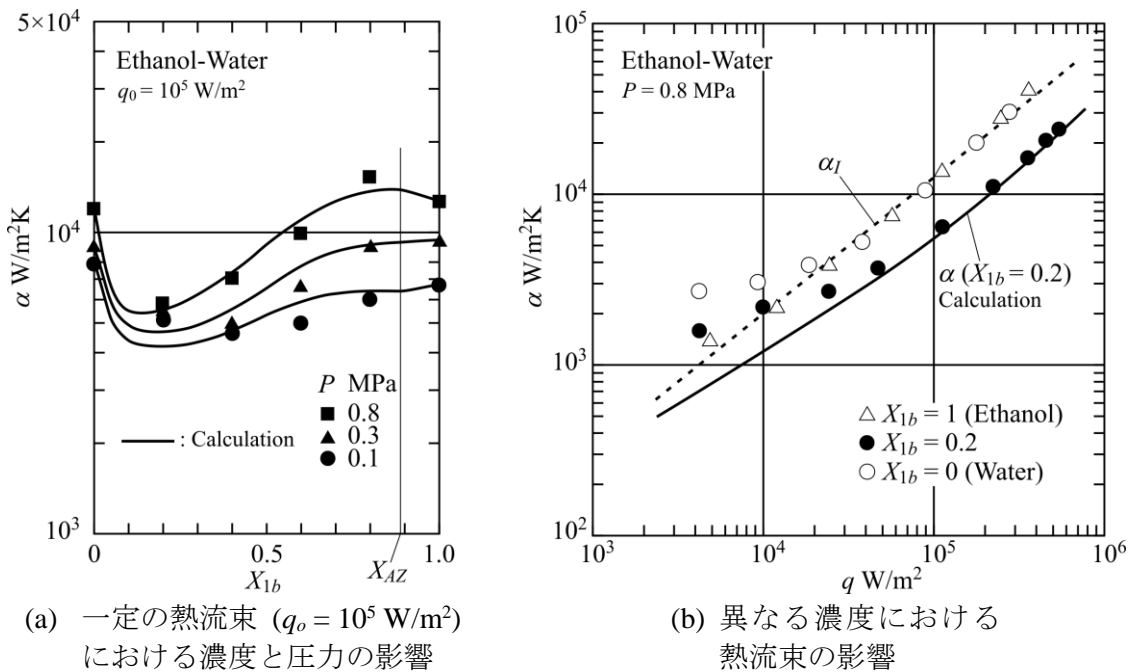 5×10⁴
Ethanol-Water
q₀ = 10⁵ W/m²
α W/m²K
10⁴
P MPa
■ 0.8
▲ 0.3
● 0.1
: Calculation
10³
0
0.5
1.0
X₁b
X_AZ
(a) 一定の熱流束 (qₒ = 10⁵ W/m²)
における濃度と圧力の影響
10⁵
Ethanol-Water
P = 0.8 MPa
α_I
10⁴
α W/m²K
α (X₁b = 0.2)
Calculation
10³
△ X₁b = 1 (Ethanol)
● X₁b = 0.2
○ X₁b = 0 (Water)
10²
10³
10⁴
10⁵
10⁶
q W/m²
(b) 異なる濃度における
熱流束の影響